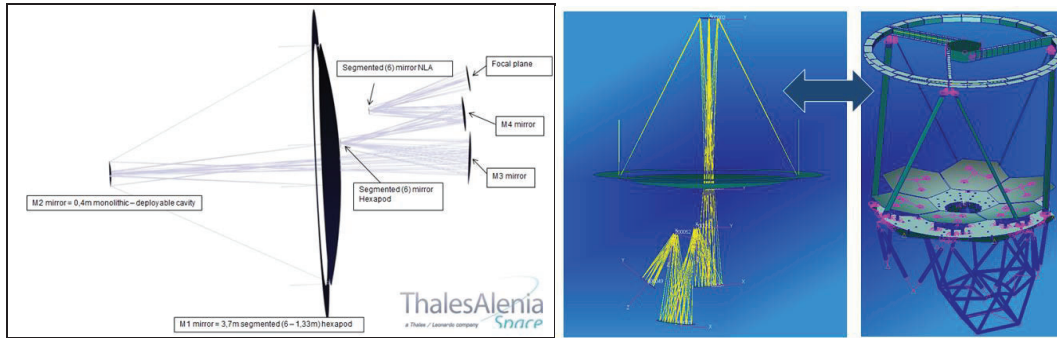 Segmented (6) mirror NLA
Focal plane
M4 mirror
M3 mirror
Segmented (6) mirror
Hexapod
M2 mirror = 0,4m monolithic – deployable cavity
M1 mirror = 3,7m segmented (6 – 1,33m) hexapod
ThalesAlenia
a Thales / Leonardo company
Space